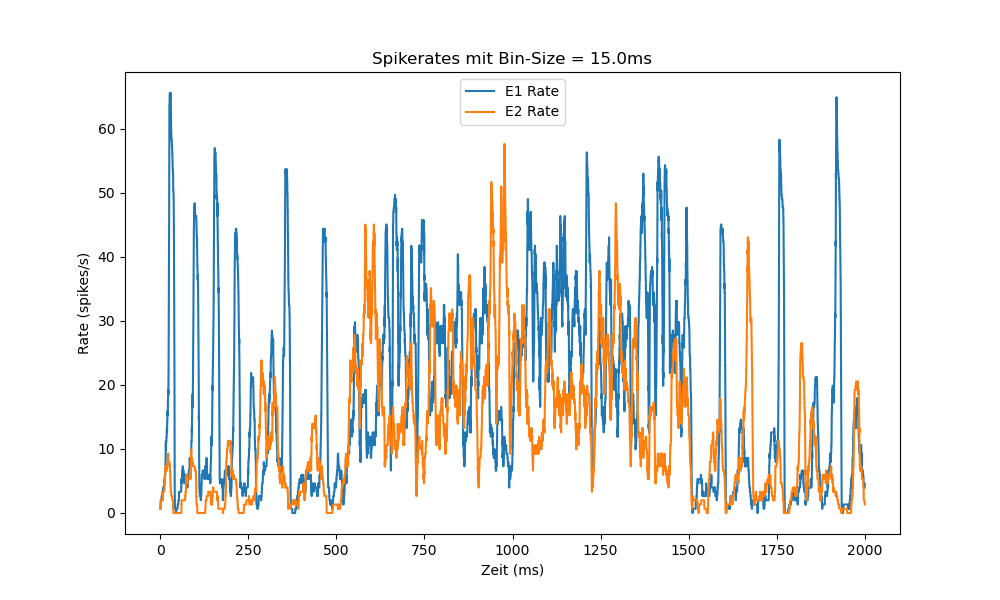 Spikerates mit Bin-Size = 15.0ms
E1 Rate
E2 Rate
Rate (spikes/s)
60
50
40
30
20
10
0
0 250 500 750 1000 1250 1500 1750 2000
Zeit (ms)